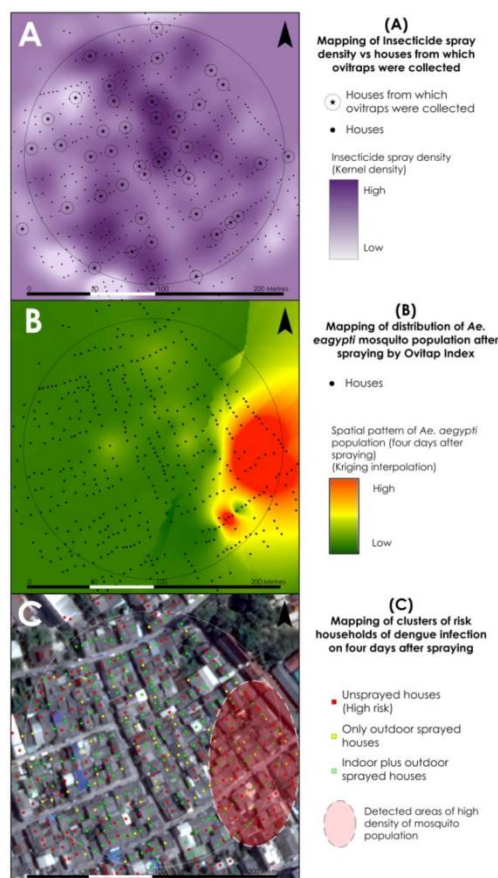 A
0
100
200 Metres
(A)
Mapping of Insecticide spray
density vs houses from which
ovitraps were collected
Houses from which
ovitraps were collected
Houses
Insecticide spray density
(Kernel density)
High
Low
B
0
100
200 Metres
(B)
Mapping of distribution of Ae.
eagypti mosquito population after
spraying by Ovitap Index
Houses
Spatial pattern of Ae. aegypti
population (four days after
spraying)
(Kriging interpolation)
High
Low
C
(C)
Mapping of clusters of risk
households of dengue infection
on four days after spraying
Unsprayed houses
(High risk)
Only outdoor sprayed
houses
Indoor plus outdoor
sprayed houses
Detected areas of high
density of mosquito
population